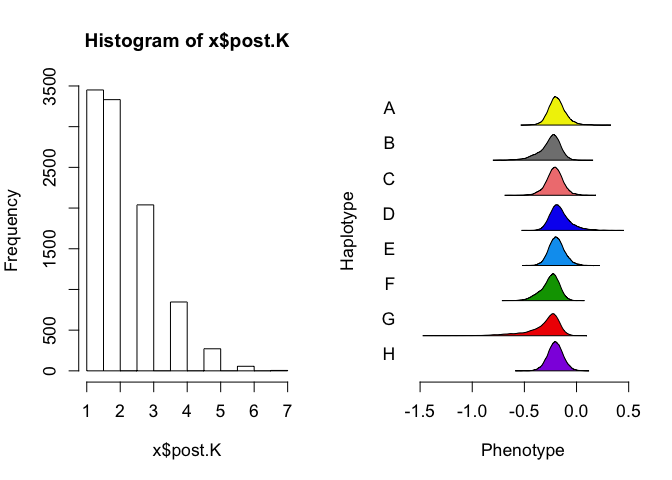 Histogram of x$post.K
Frequency
0
500
1500
2500
3500
1 2 3 4 5 6 7
x$post.K
Haplotype
A
B
C
D
E
F
G
H
-1.5 -1.0 -0.5 0.0 0.5
Phenotype